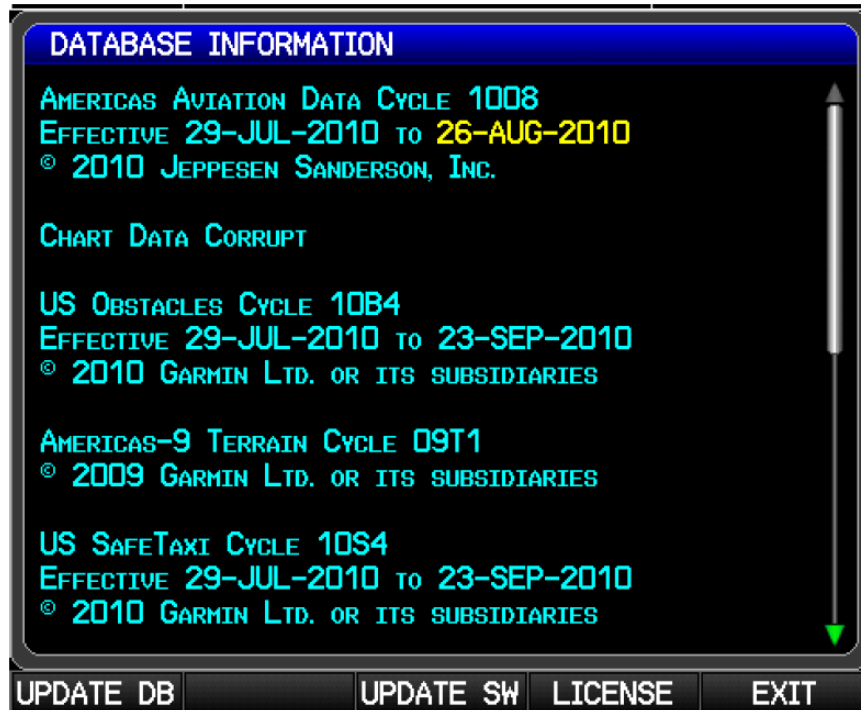 DATABASE INFORMATION
AMERICAS AVIATION DATA CYCLE 1008
EFFECTIVE 29-JUL-2010 TO 26-AUG-2010
© 2010 JEPPESEN SANDERSON, INC.
CHART DATA CORRUPT
US OBSTACLES CYCLE 10B4
EFFECTIVE 29-JUL-2010 TO 23-SEP-2010
© 2010 GARMIN LTD. OR ITS SUBSIDIARIES
AMERICAS-9 TERRAIN CYCLE 09T1
© 2009 GARMIN LTD. OR ITS SUBSIDIARIES
US SAFETAXI CYCLE 10S4
EFFECTIVE 29-JUL-2010 TO 23-SEP-2010
© 2010 GARMIN LTD. OR ITS SUBSIDIARIES
UPDATE DB UPDATE SW LICENSE EXIT